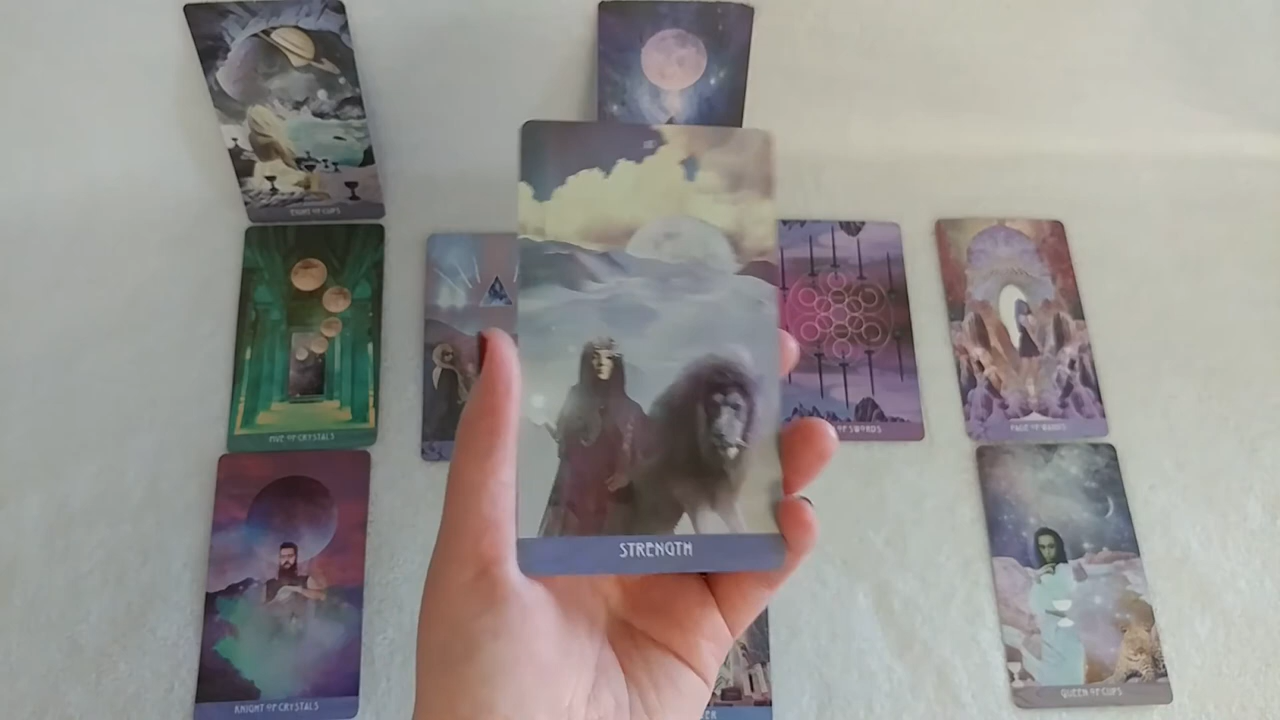 EIGHT OF CUPS
FIVE OF CRYSTALS
OF SWORDS
PAGE OF WANDS
STRENGTH
KNIGHT OF CRYSTALS
QUEEN OF CUPS